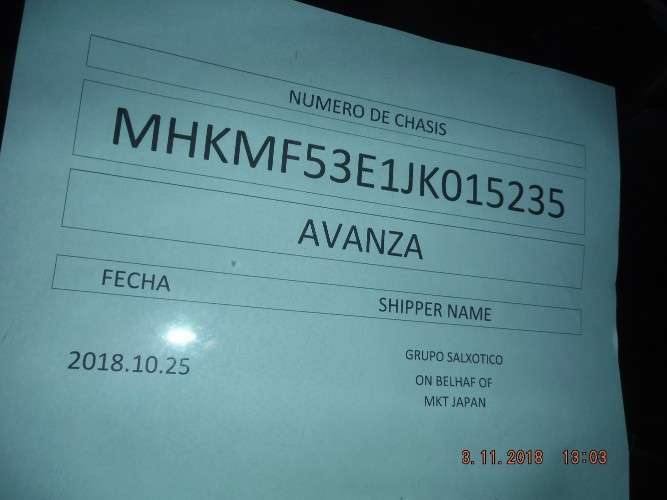 NUMERO DE CHASIS
MHKMF53E1JK015235
AVANZA
FECHA
SHIPPER NAME
2018.10.25
GRUPO SALXOTICO
ON BELHAF OF
MKT JAPAN
3.11.2018 13:03